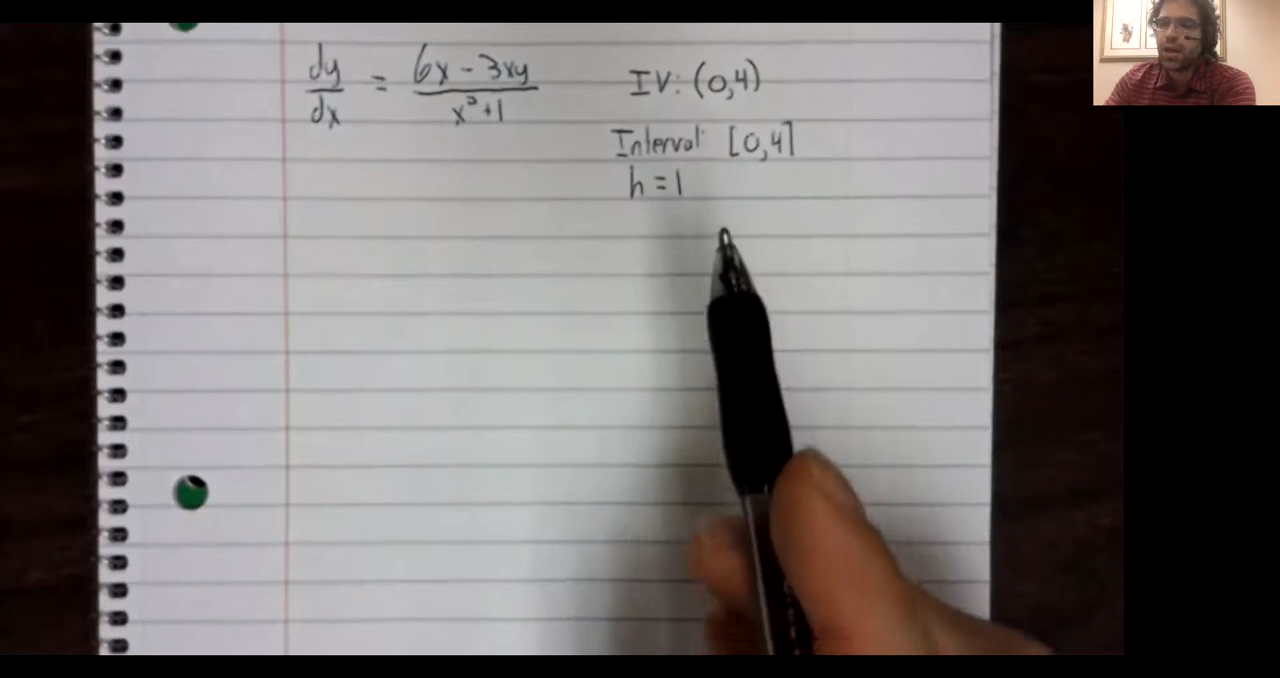 dy/dx = (6x - 3xy)/(x²+1)
IV: (0,4)
Interval: [0,4]
h = 1